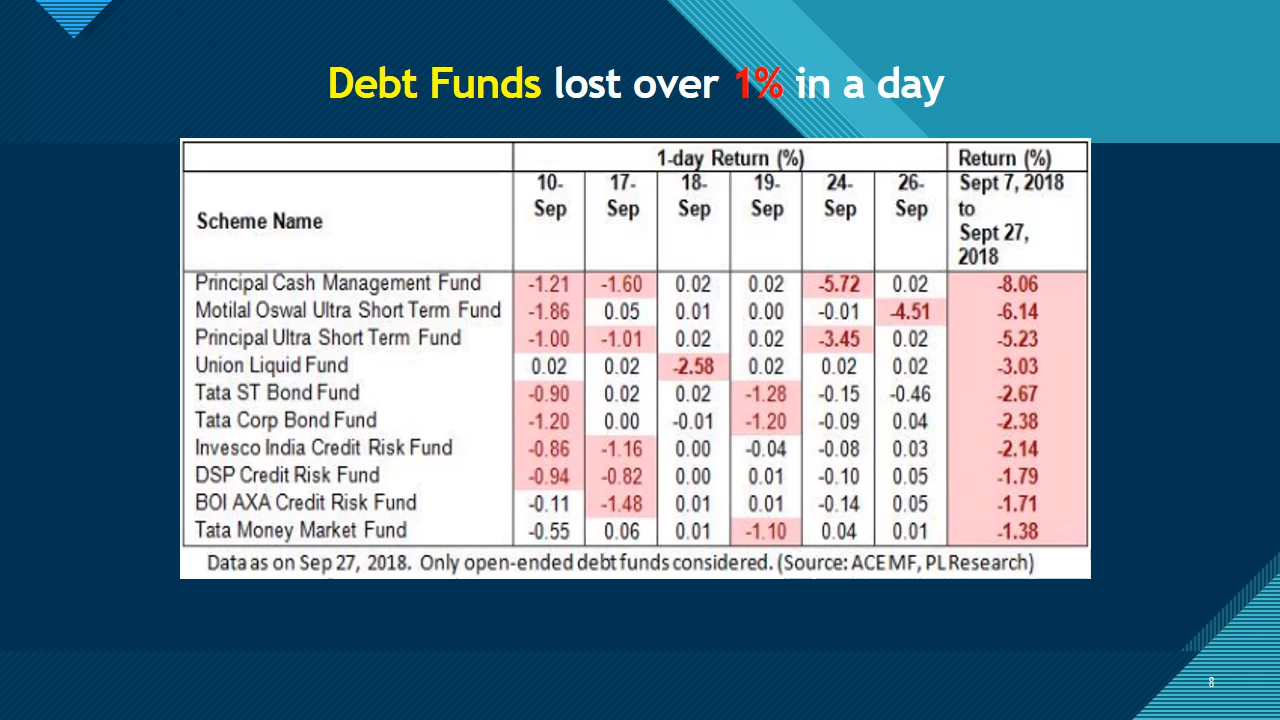 Debt Funds lost over 1% in a day
1-day Return (%) Return (%)
Scheme Name 10-Sep 17-Sep 18-Sep 19-Sep 24-Sep 26-Sep Sept 7, 2018 to Sept 27, 2018
Principal Cash Management Fund -1.21 -1.60 0.02 0.02 -5.72 0.02 -8.06
Motilal Oswal Ultra Short Term Fund -1.86 0.05 0.01 0.00 -0.01 -4.51 -6.14
Principal Ultra Short Term Fund -1.00 -1.01 0.02 0.02 -3.45 0.02 -5.23
Union Liquid Fund 0.02 0.02 -2.58 0.02 0.02 0.02 -3.03
Tata ST Bond Fund -0.90 0.02 0.02 -1.28 -0.15 -0.46 -2.67
Tata Corp Bond Fund -1.20 0.00 -0.01 -1.20 -0.09 0.04 -2.38
Invesco India Credit Risk Fund -0.86 -1.16 0.00 -0.04 -0.08 0.03 -2.14
DSP Credit Risk Fund -0.94 -0.82 0.00 0.01 -0.10 0.05 -1.79
BOI AXA Credit Risk Fund -0.11 -1.48 0.01 0.01 -0.14 0.05 -1.71
Tata Money Market Fund -0.55 0.06 0.01 -1.10 0.04 0.01 -1.38
Data as on Sep 27, 2018. Only open-ended debt funds considered. (Source: ACE MF, PL Research)
8